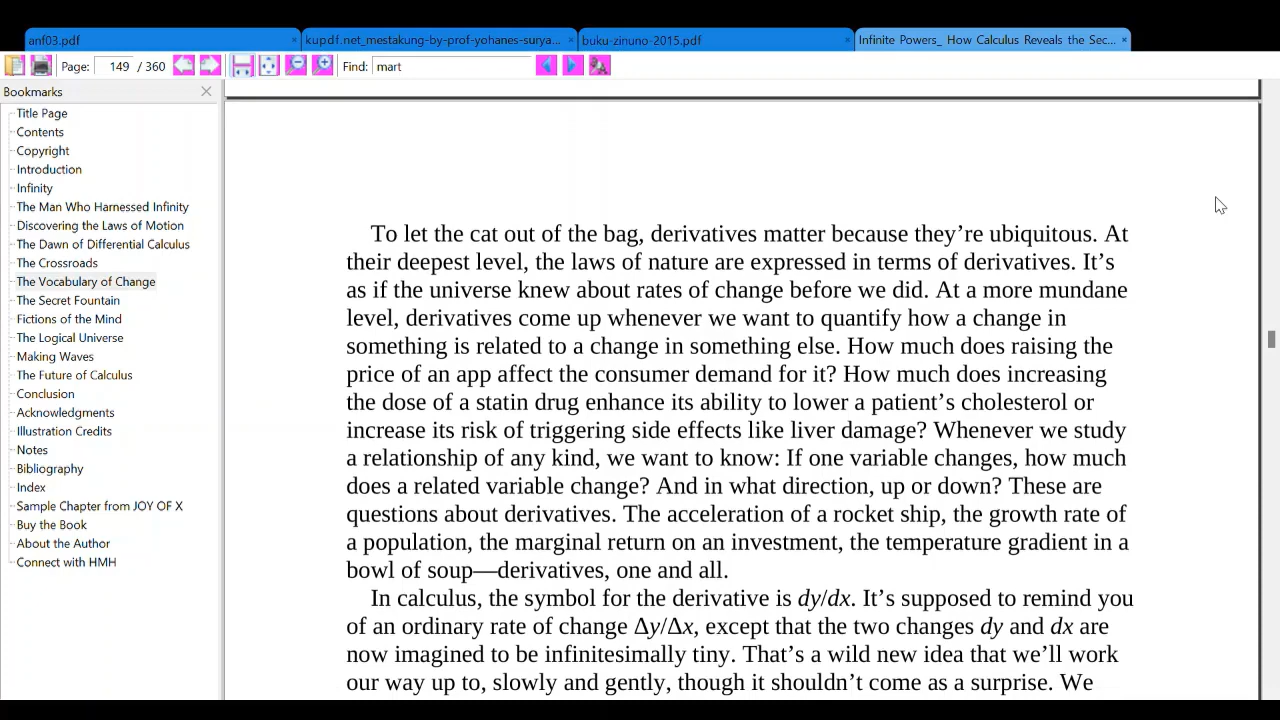 anf03.pdf
kupdf.net_mestakung-by-prof-yohanes-surya...
buku-zinuno-2015.pdf
Infinite Powers_ How Calculus Reveals the Sec...
Page: 149 / 360
Find: mart
Bookmarks
Title Page
Contents
Copyright
Introduction
Infinity
The Man Who Harnessed Infinity
Discovering the Laws of Motion
The Dawn of Differential Calculus
The Crossroads
The Vocabulary of Change
The Secret Fountain
Fictions of the Mind
The Logical Universe
Making Waves
The Future of Calculus
Conclusion
Acknowledgments
Illustration Credits
Notes
Bibliography
Index
Sample Chapter from JOY OF X
Buy the Book
About the Author
Connect with HMH
To let the cat out of the bag, derivatives matter because they’re ubiquitous. At
their deepest level, the laws of nature are expressed in terms of derivatives. It’s
as if the universe knew about rates of change before we did. At a more mundane
level, derivatives come up whenever we want to quantify how a change in
something is related to a change in something else. How much does raising the
price of an app affect the consumer demand for it? How much does increasing
the dose of a statin drug enhance its ability to lower a patient’s cholesterol or
increase its risk of triggering side effects like liver damage? Whenever we study
a relationship of any kind, we want to know: If one variable changes, how much
does a related variable change? And in what direction, up or down? These are
questions about derivatives. The acceleration of a rocket ship, the growth rate of
a population, the marginal return on an investment, the temperature gradient in a
bowl of soup—derivatives, one and all.
In calculus, the symbol for the derivative is dy/dx. It’s supposed to remind you
of an ordinary rate of change Δy/Δx, except that the two changes dy and dx are
now imagined to be infinitesimally tiny. That’s a wild new idea that we’ll work
our way up to, slowly and gently, though it shouldn’t come as a surprise. We